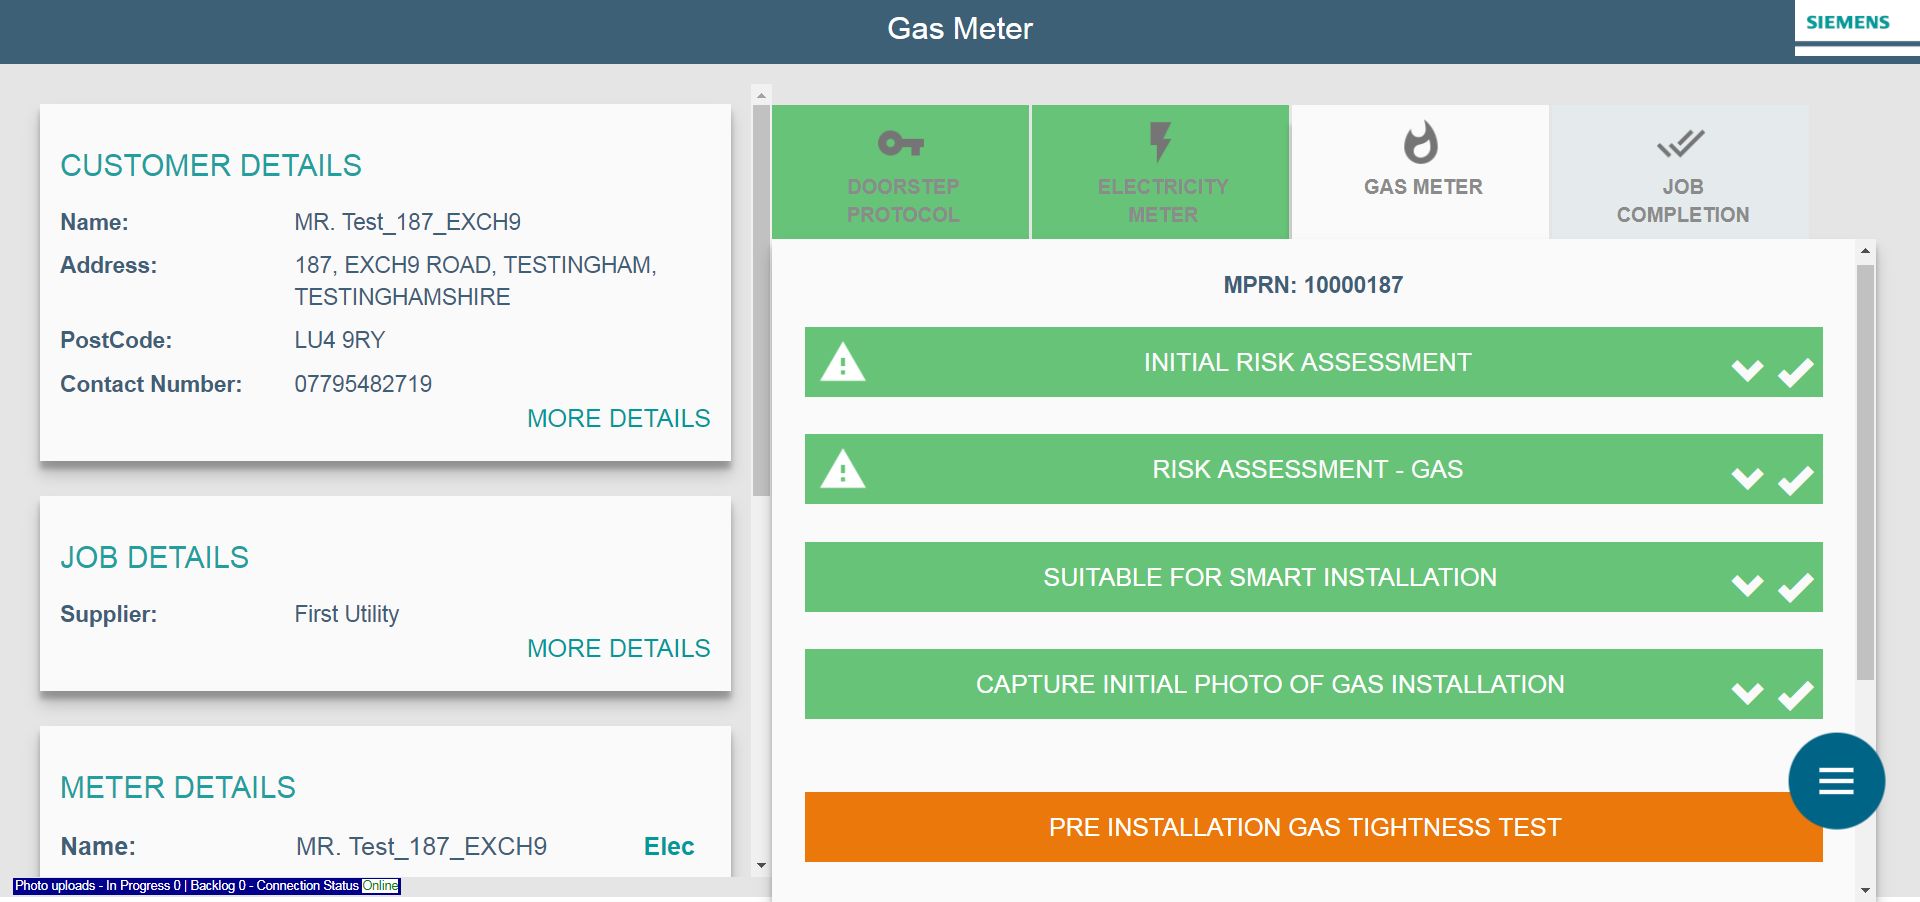 Gas Meter
SIEMENS
CUSTOMER DETAILS
Name: MR. Test_187_EXCH9
Address: 187, EXCH9 ROAD, TESTINGHAM,
TESTINGHAMSHIRE
PostCode: LU4 9RY
Contact Number: 07795482719
MORE DETAILS
JOB DETAILS
Supplier: First Utility
MORE DETAILS
METER DETAILS
Name: MR. Test_187_EXCH9 Elec
Photo uploads - In Progress 0 | Backlog 0 - Connection Status Online
DOORSTEP
PROTOCOL
ELECTRICITY
METER
GAS METER
JOB
COMPLETION
MPRN: 10000187
INITIAL RISK ASSESSMENT
RISK ASSESSMENT - GAS
SUITABLE FOR SMART INSTALLATION
CAPTURE INITIAL PHOTO OF GAS INSTALLATION
PRE INSTALLATION GAS TIGHTNESS TEST